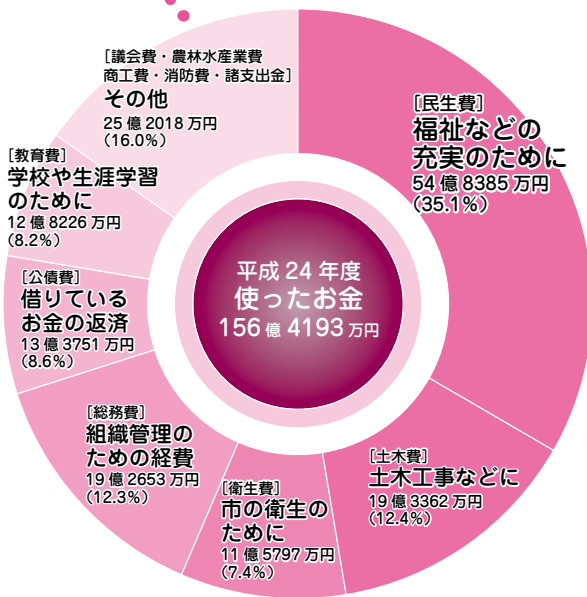 平成 24 年度
使ったお金
156 億 4193 万円
[民生費]
福祉などの
充実のために
54 億 8385 万円
(35.1%)
[土木費]
土木工事などに
19 億 3362 万円
(12.4%)
[衛生費]
市の衛生の
ために
11 億 5797 万円
(7.4%)
[総務費]
組織管理の
ための経費
19 億 2653 万円
(12.3%)
[公債費]
借りている
お金の返済
13 億 3751 万円
(8.6%)
[教育費]
学校や生涯学習
のために
12 億 8226 万円
(8.2%)
[議会費・農林水産業費
商工費・消防費・諸支出金]
その他
25 億 2018 万円
(16.0%)